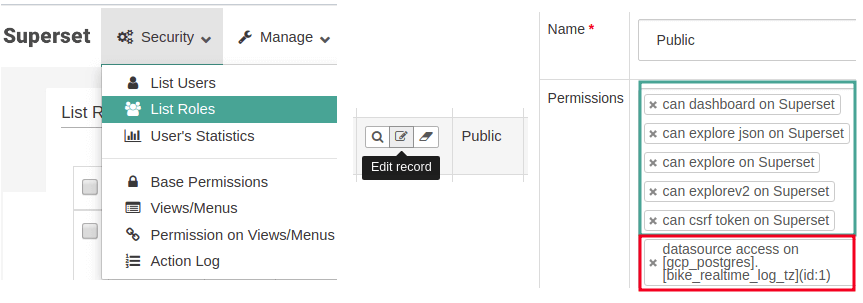 Superset
Security
Manage
List Users
List R
List Roles
User's Statistics
Base Permissions
Views/Menus
Permission on Views/Menus
Action Log
Public
Edit record
Name *
Public
Permissions
× can dashboard on Superset
× can explore json on Superset
× can explore on Superset
× can explorev2 on Superset
× can csrf token on Superset
datasource access on
× [gcp_postgres].
[bike_realtime_log_tz](id:1)